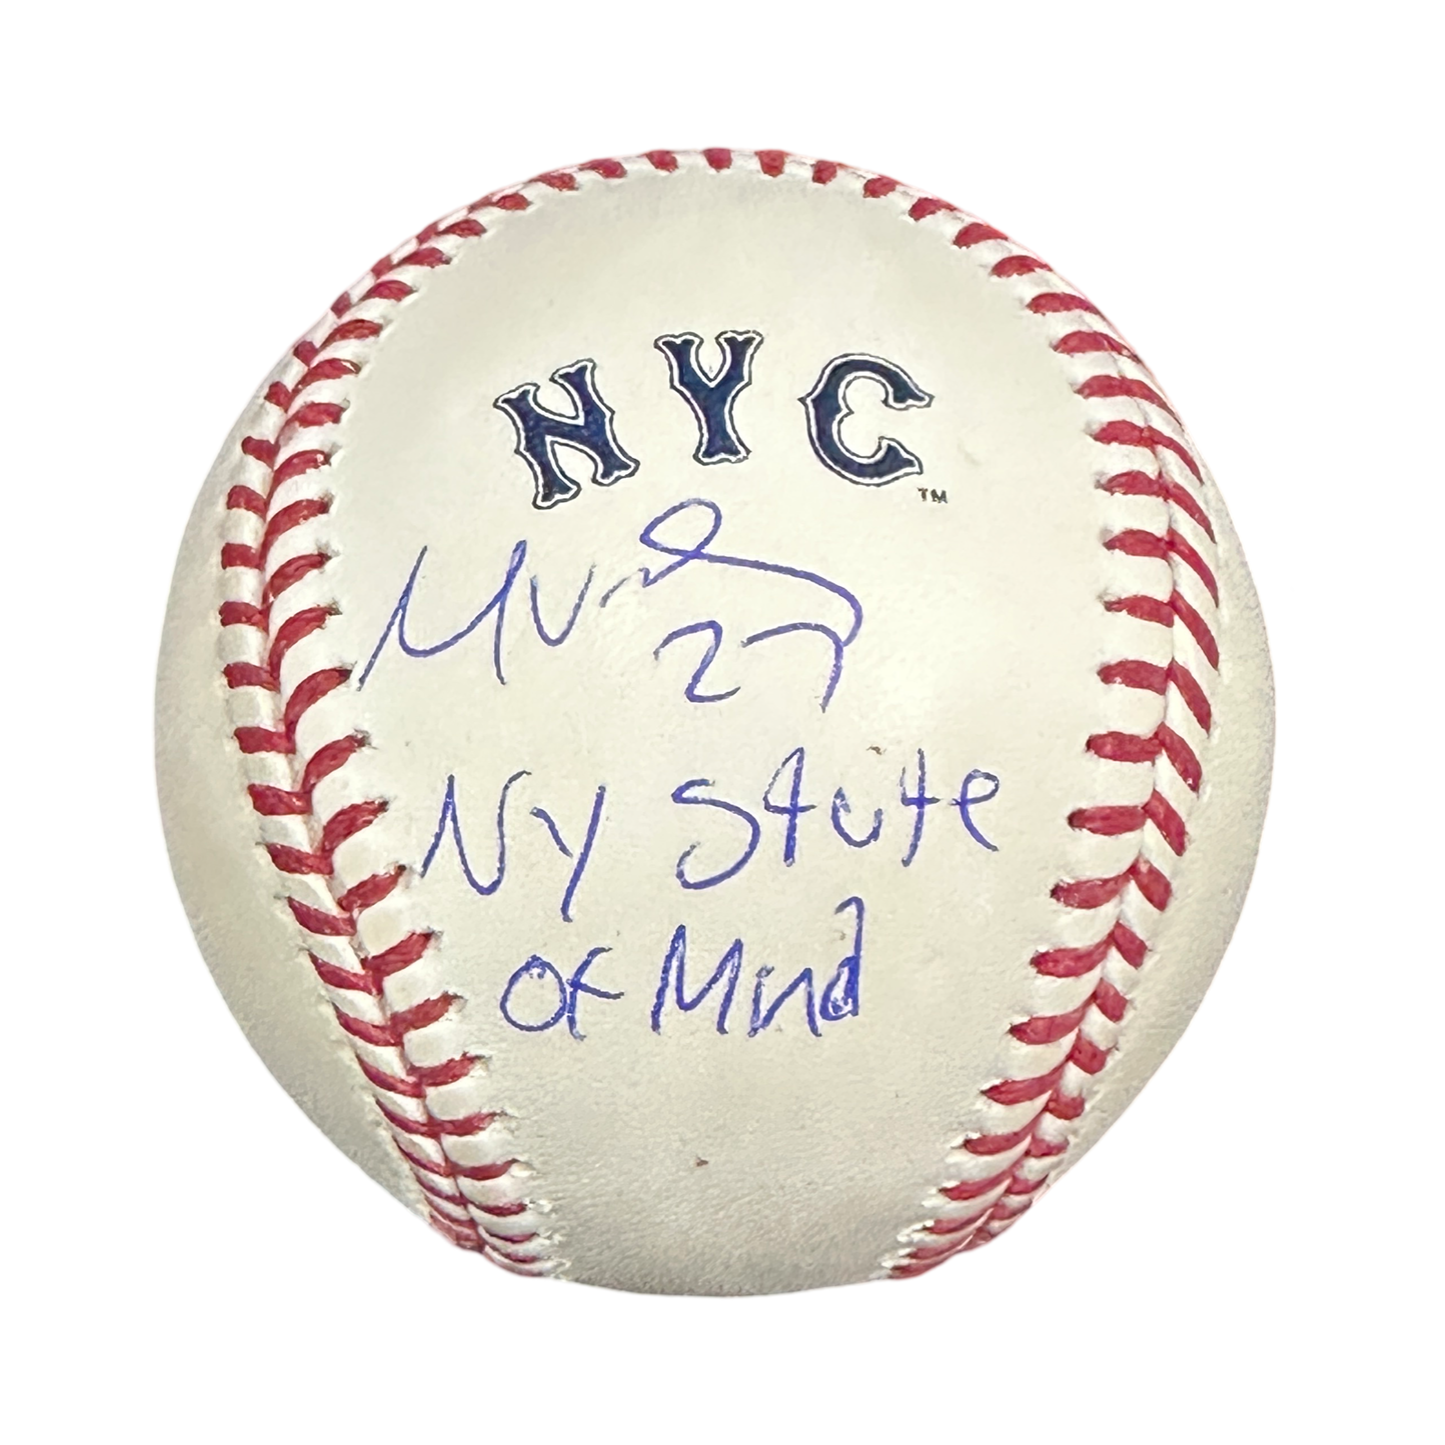 NYC
TM
27
Ny State
Of Mind